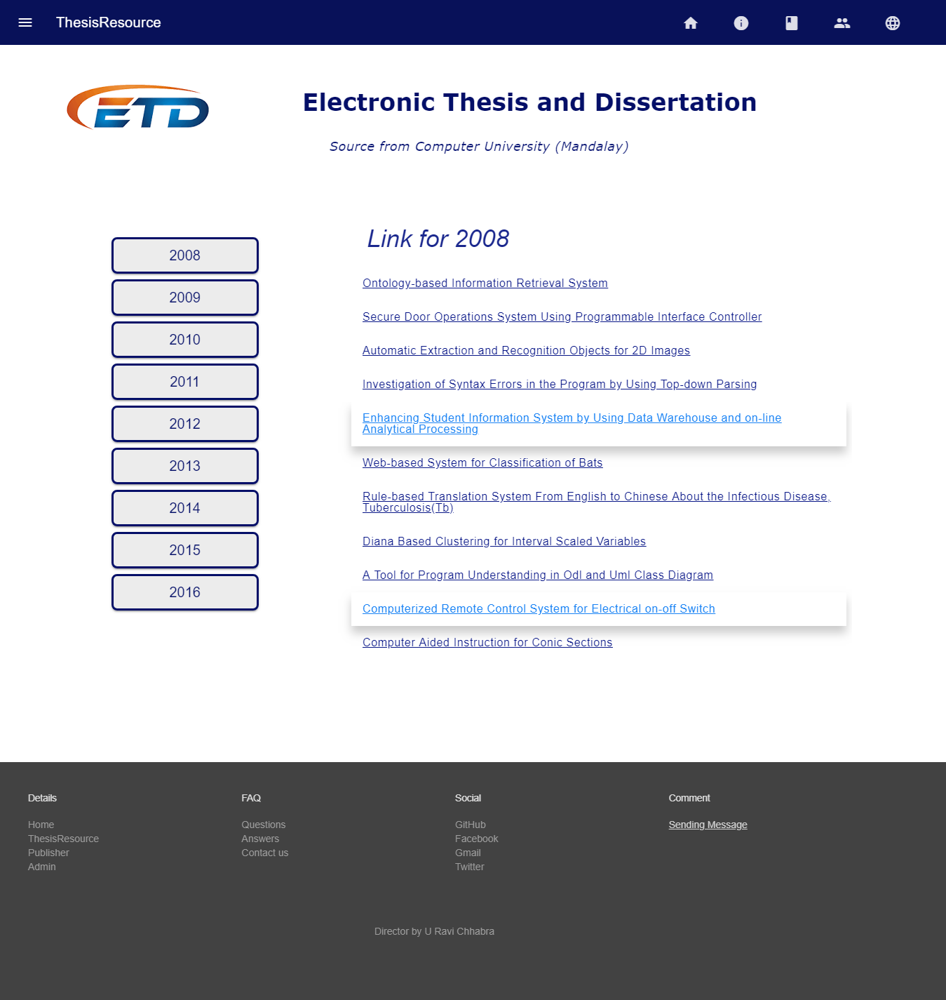 ThesisResource
ETD
Electronic Thesis and Dissertation
Source from Computer University (Mandalay)
2008
2009
2010
2011
2012
2013
2014
2015
2016
Link for 2008
Ontology-based Information Retrieval System
Secure Door Operations System Using Programmable Interface Controller
Automatic Extraction and Recognition Objects for 2D Images
Investigation of Syntax Errors in the Program by Using Top-down Parsing
Enhancing Student Information System by Using Data Warehouse and on-line
Analytical Processing
Web-based System for Classification of Bats
Rule-based Translation System From English to Chinese About the Infectious Disease,
Tuberculosis(Tb)
Diana Based Clustering for Interval Scaled Variables
A Tool for Program Understanding in Odl and Uml Class Diagram
Computerized Remote Control System for Electrical on-off Switch
Computer Aided Instruction for Conic Sections
Details
Home
ThesisResource
Publisher
Admin
FAQ
Questions
Answers
Contact us
Social
GitHub
Facebook
Gmail
Twitter
Comment
Sending Message
Director by U Ravi Chhabra